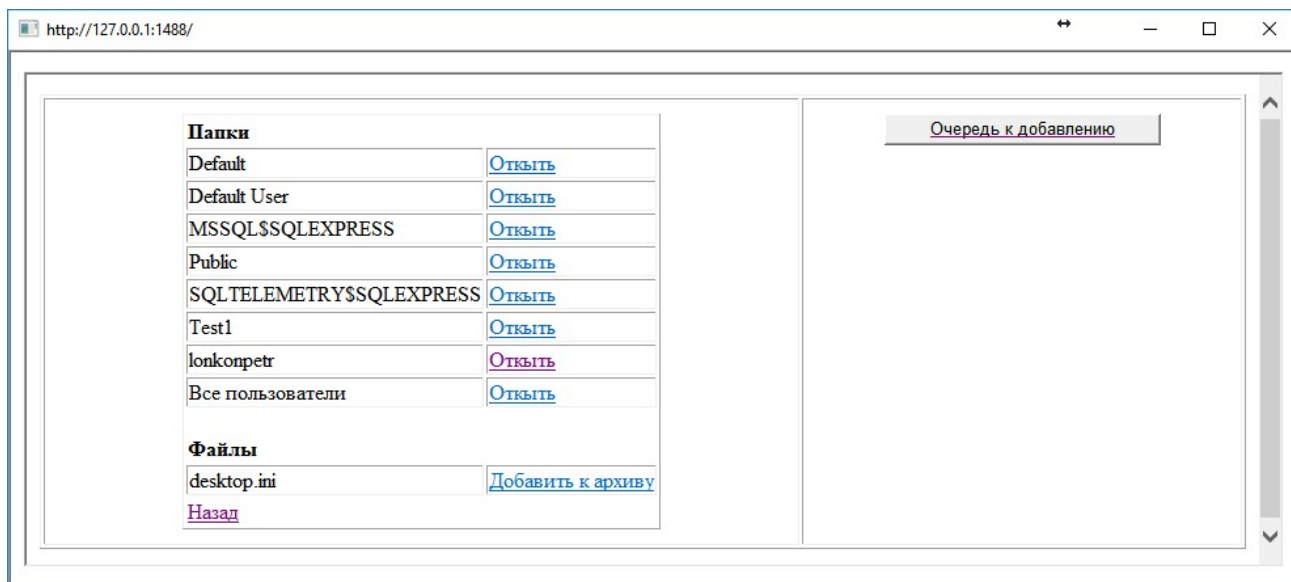 http://127.0.0.1:1488/
Папки
Default Откыть
Default User Откыть
MSSQL$SQLEXPRESS Откыть
Public Откыть
SQLTELEMETRY$SQLEXPRESS Откыть
Test1 Откыть
lonkonpetr Откыть
Все пользователи Откыть
Файлы
desktop.ini Добавить к архиву
Назад
Очередь к добавлению